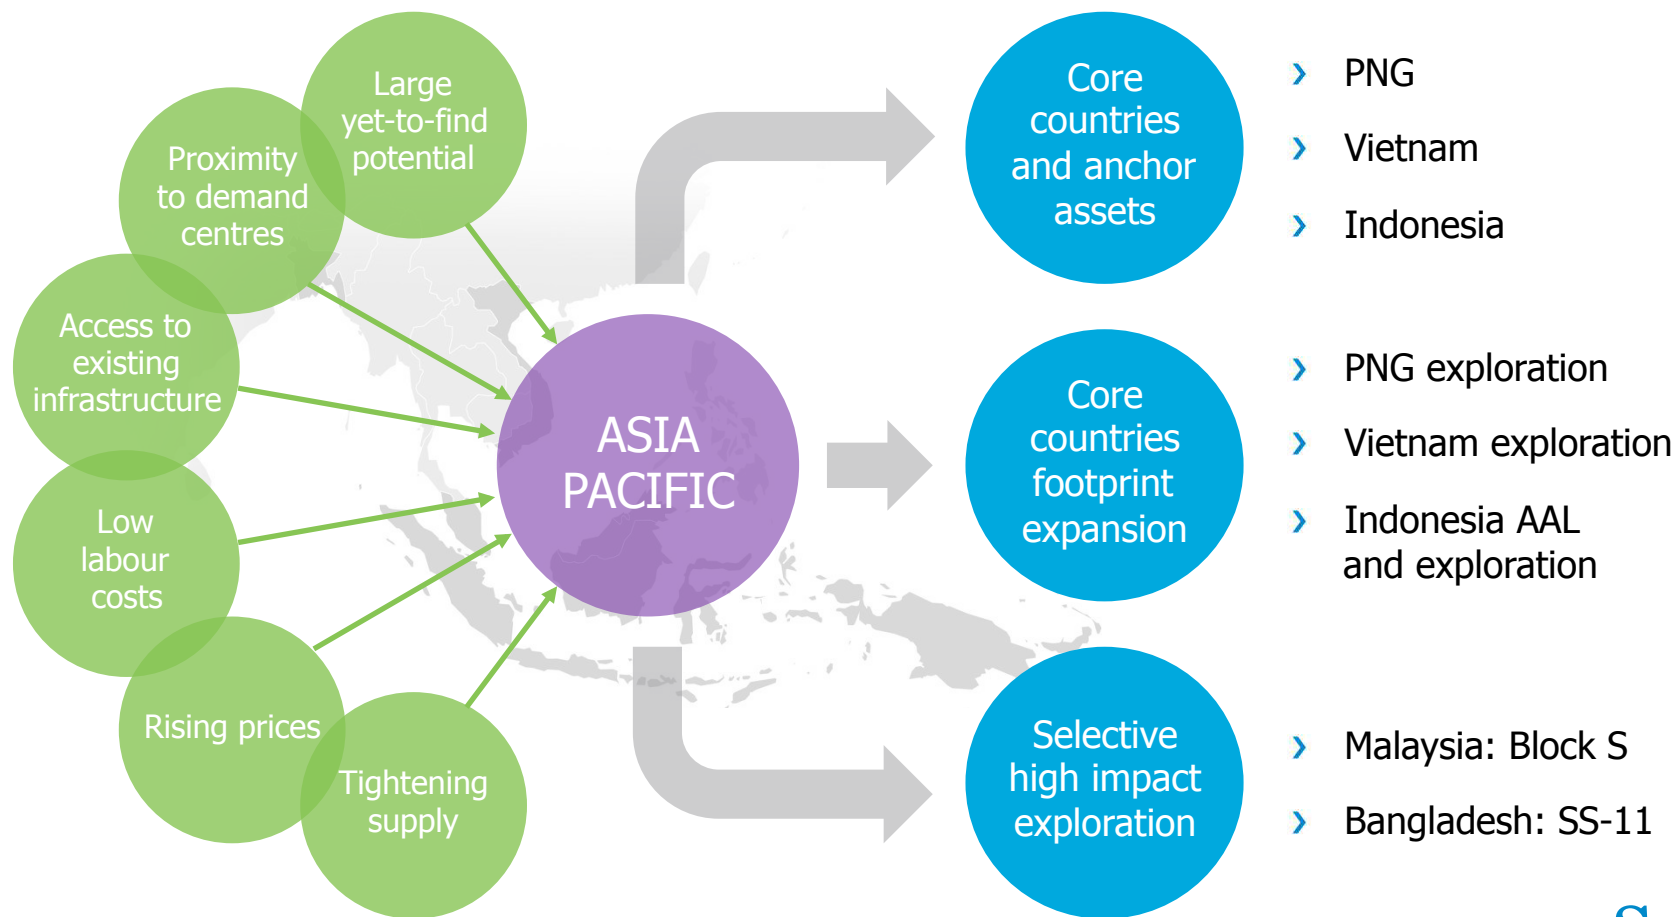 Large
yet-to-find
potential
Proximity
to demand
centres
Access to
existing
infrastructure
Low
labour
costs
Rising prices
Tightening
supply
ASIA
PACIFIC
Core
countries
and anchor
assets
PNG
Vietnam
Indonesia
Core
countries
footprint
expansion
PNG exploration
Vietnam exploration
Indonesia AAL
and exploration
Selective
high impact
exploration
Malaysia: Block S
Bangladesh: SS-11